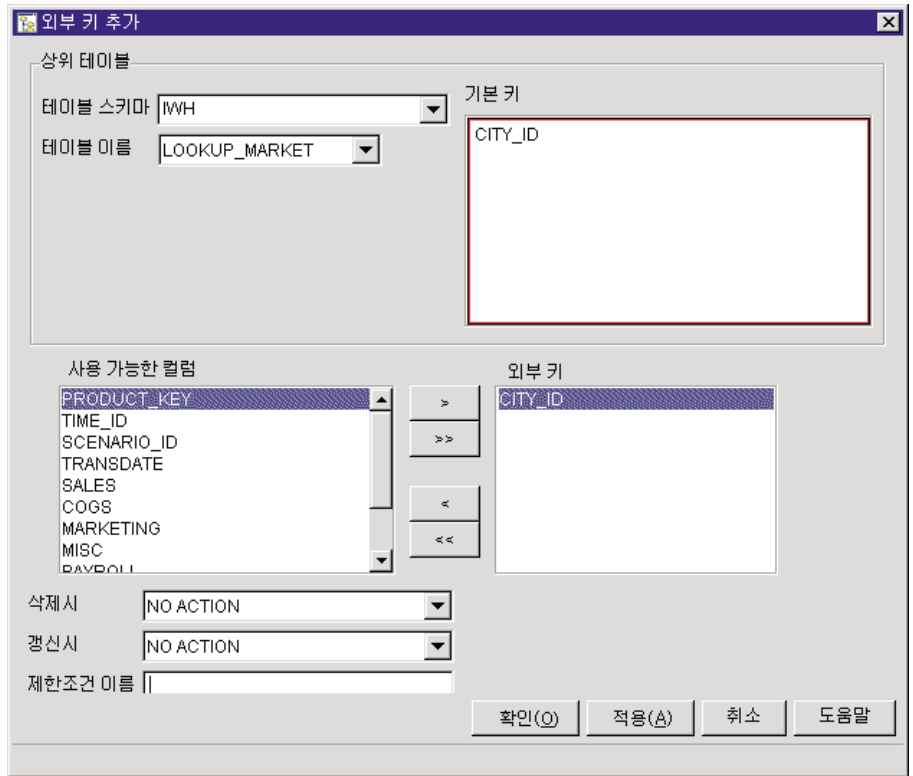 외부 키 추가
상위 테이블
테이블 스키마 IWH
테이블 이름 LOOKUP_MARKET
기본 키
CITY_ID
사용 가능한 컬럼
PRODUCT_KEY
TIME_ID
SCENARIO_ID
TRANSDATE
SALES
COGS
MARKETING
MISC
PAYROLL
>
>>
<
<<
외부 키
CITY_ID
삭제시 NO ACTION
갱신시 NO ACTION
제한조건 이름
확인(O) 적용(A) 취소 도움말